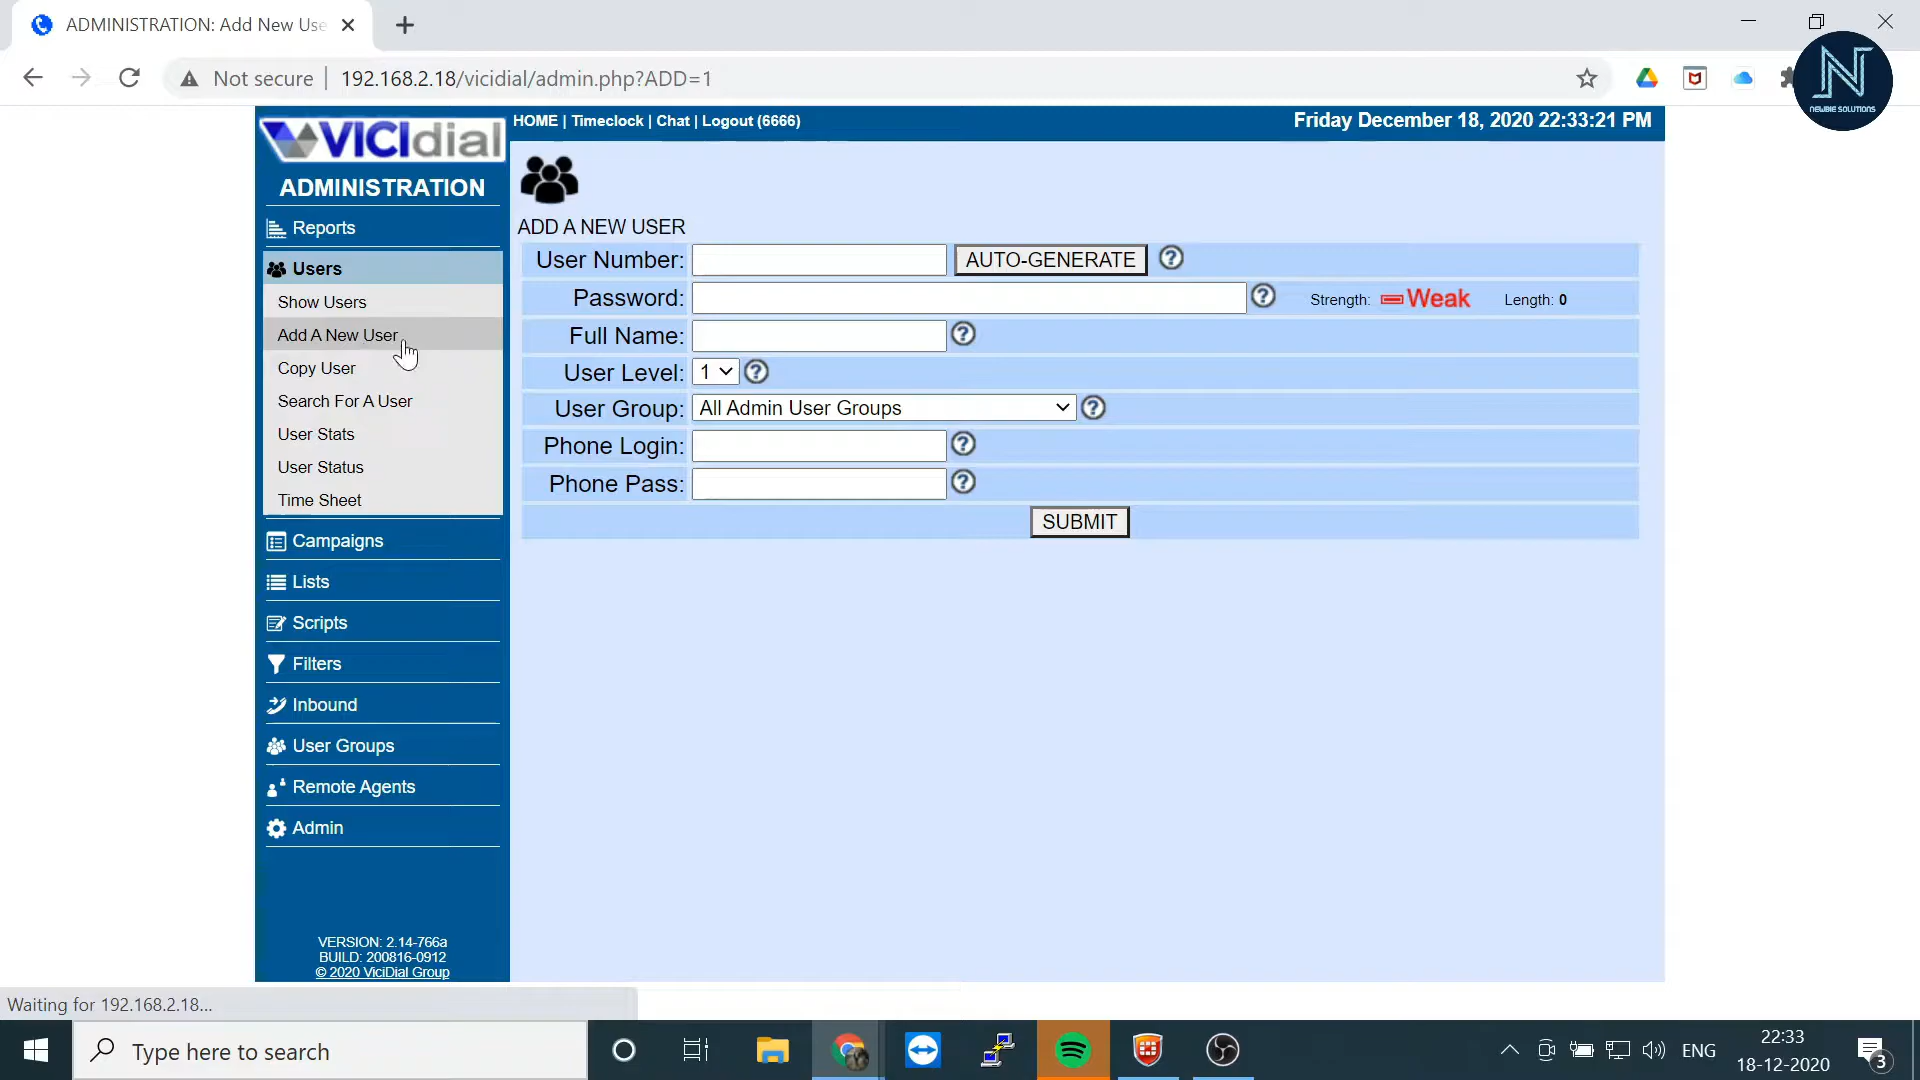 ADMINISTRATION: Add New Use
Not secure | 192.168.2.18/vicidial/admin.php?ADD=1
N
NEWBIE SOLUTIONS
VICIdial
HOME | Timeclock | Chat | Logout (6666)
Friday December 18, 2020 22:33:21 PM
ADMINISTRATION
Reports
Users
Show Users
Add A New User
Copy User
Search For A User
User Stats
User Status
Time Sheet
Campaigns
Lists
Scripts
Filters
Inbound
User Groups
Remote Agents
Admin
VERSION: 2.14-766a
BUILD: 200816-0912
© 2020 ViciDial Group
ADD A NEW USER
User Number: AUTO-GENERATE
Password: Strength: Weak Length: 0
Full Name:
User Level: 1
User Group: All Admin User Groups
Phone Login:
Phone Pass:
SUBMIT
Waiting for 192.168.2.18...
Type here to search
ENG
22:33
18-12-2020
3